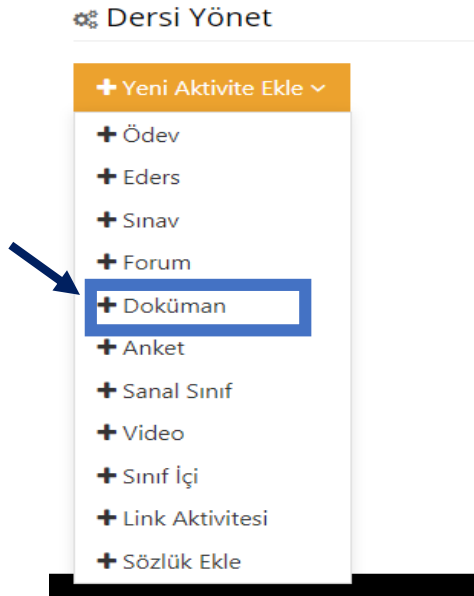 Dersi Yönet
Yeni Aktivite Ekle
Ödev
Eders
Sınav
Forum
Doküman
Anket
Sanal Sınıf
Video
Sınıf İçi
Link Aktivitesi
Sözlük Ekle